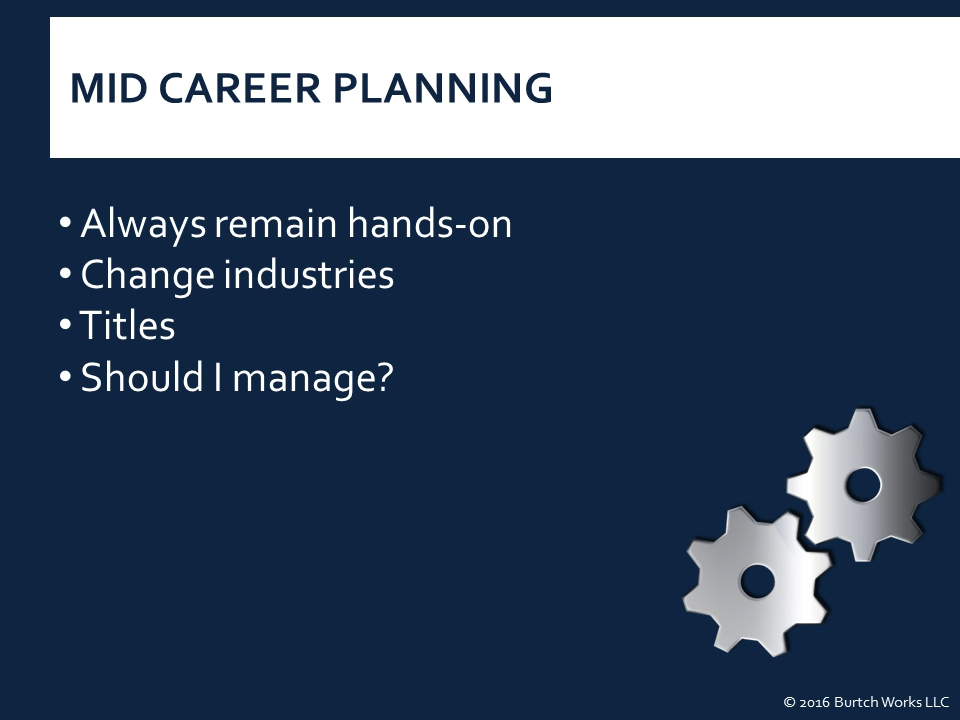 MID CAREER PLANNING
• Always remain hands-on
• Change industries
• Titles
• Should I manage?
© 2016 Burtch Works LLC